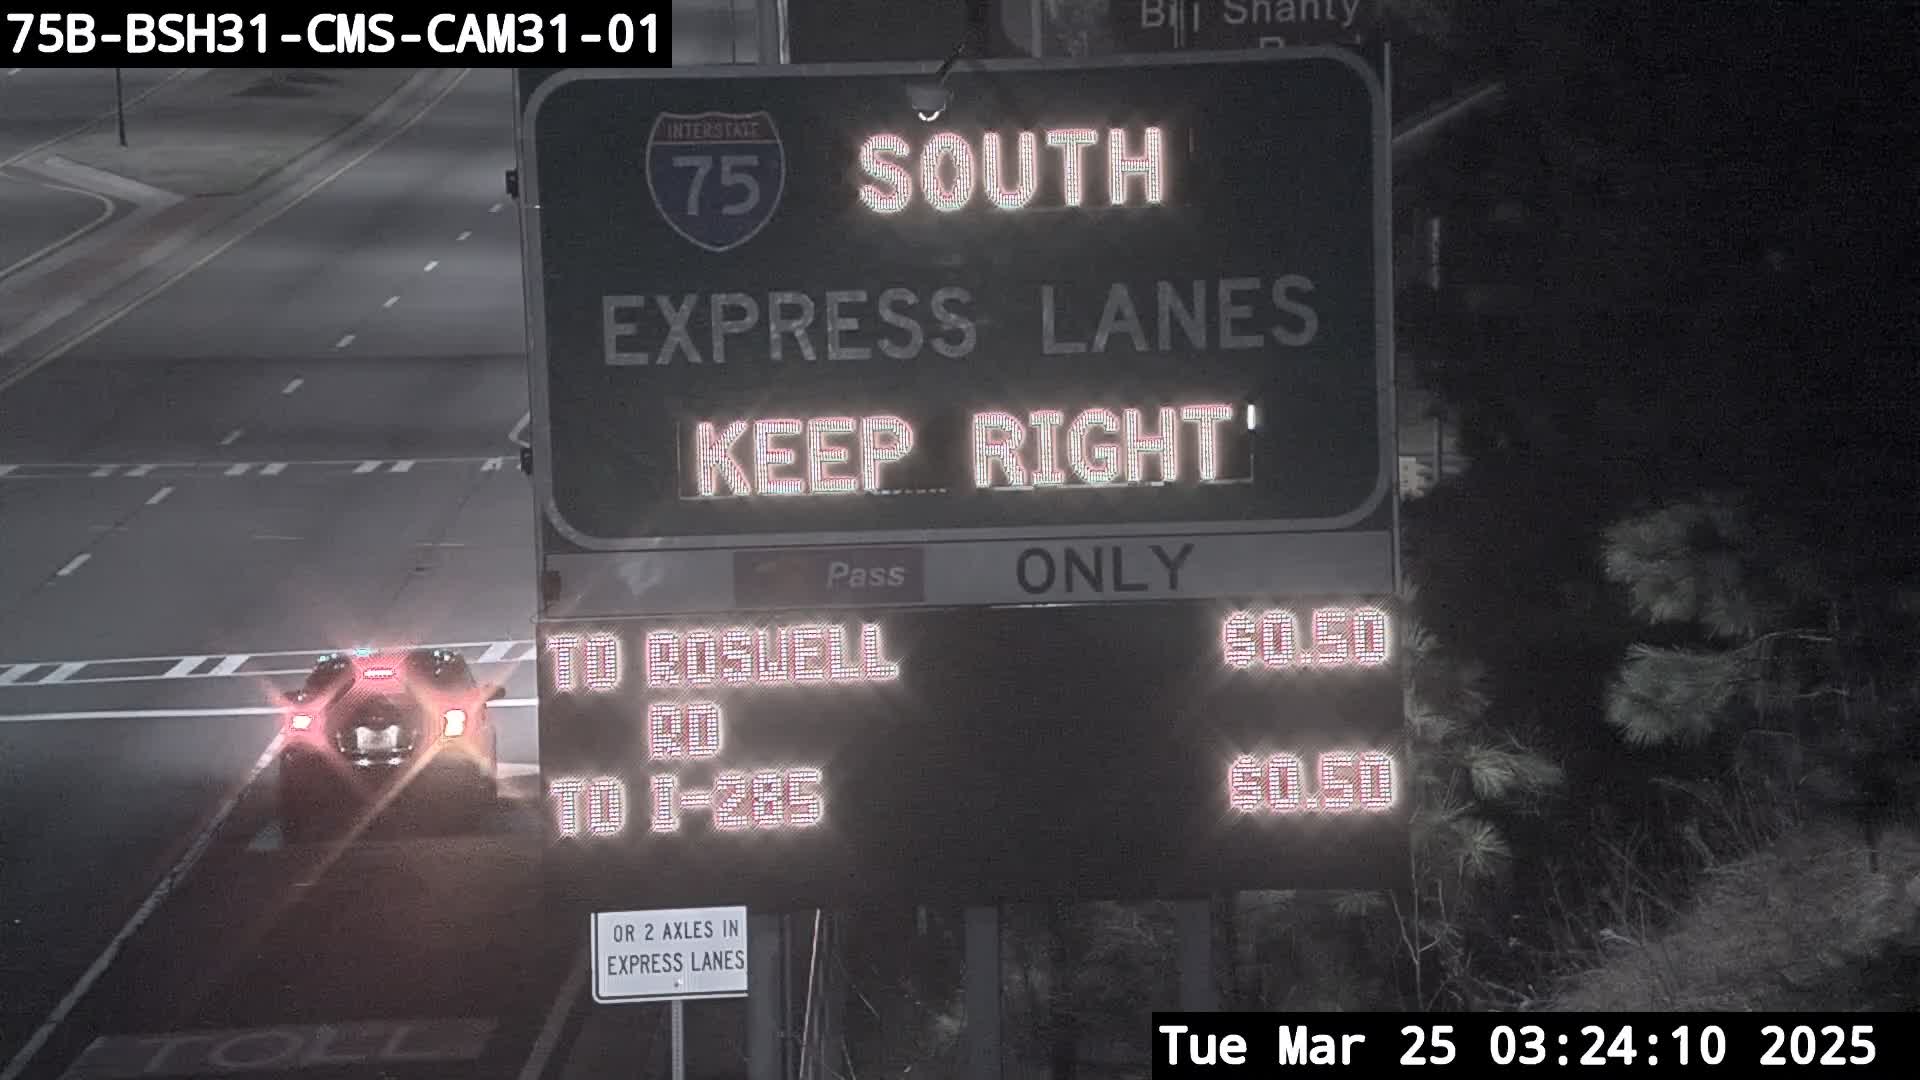 75B-BSH31-CMS-CAM31-01
Shanty
INTERSTATE
75
SOUTH
EXPRESS LANES
KEEP RIGHT
Pass ONLY
TO ROSWELL $0.50
RD
TO I-285 $0.50
OR 2 AXLES IN
EXPRESS LANES
TOLL
Tue Mar 25 03:24:10 2025